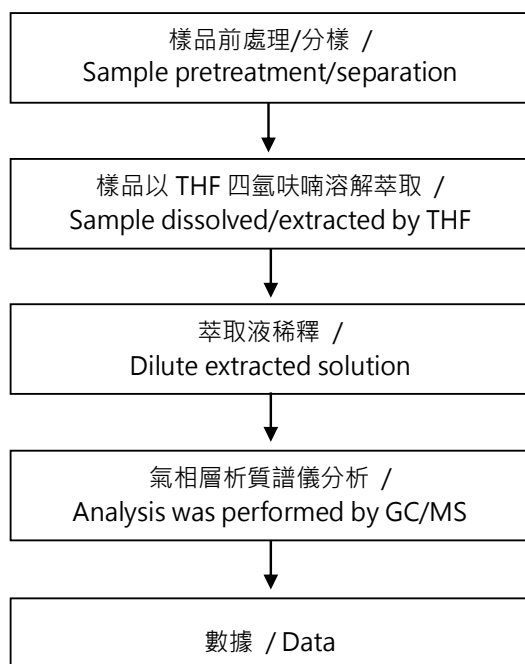 樣品前處理/分樣 /
Sample pretreatment/separation
樣品以 THF 四氫呋喃溶解萃取 /
Sample dissolved/extracted by THF
萃取液稀釋 /
Dilute extracted solution
氣相層析質譜儀分析 /
Analysis was performed by GC/MS
數據 / Data